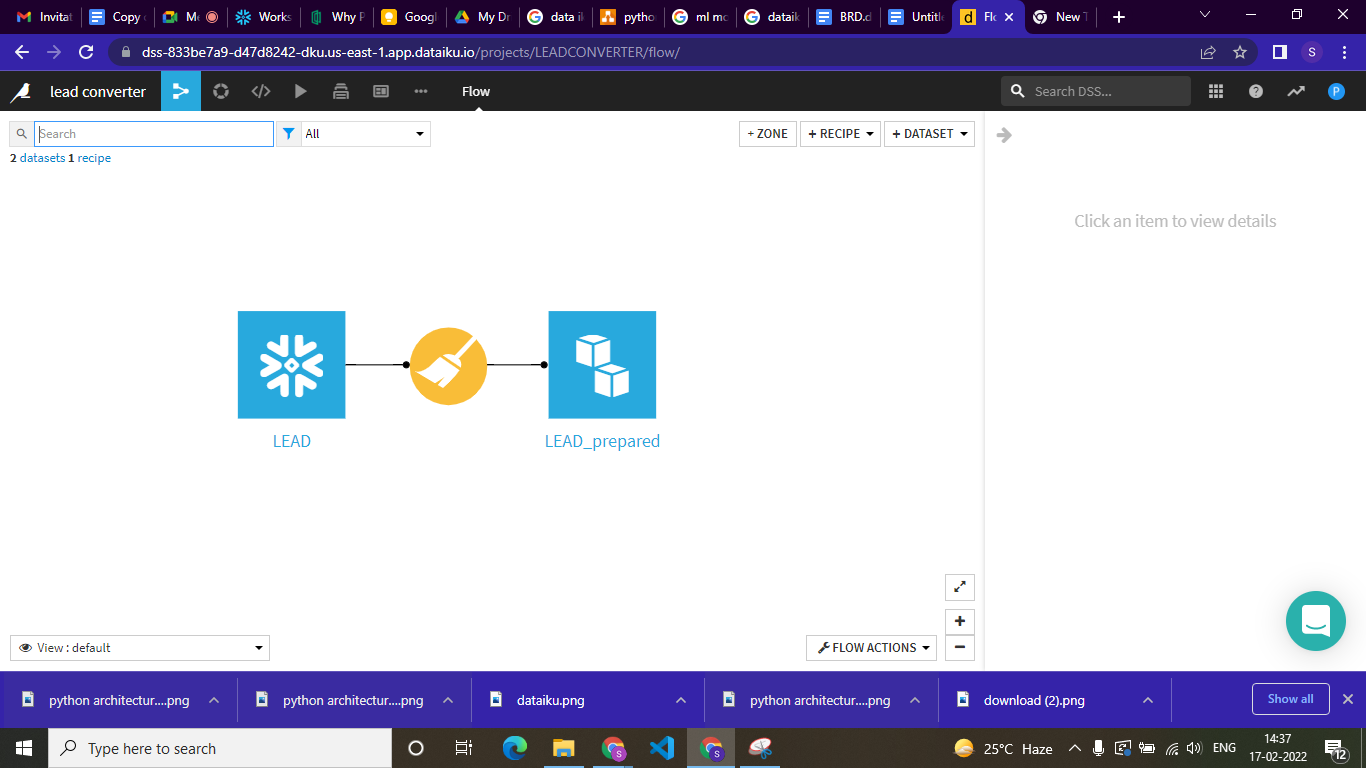 Invitat
Copy
Me
Works
Why P
Googl
My Dr
data ik
pytho
ml mo
dataik
BRD.d
Untitle
Flo
New T
dss-833be7a9-d47d8242-dku.us-east-1.app.dataiku.io/projects/LEADCONVERTER/flow/
S
lead converter
Flow
Search DSS...
P
Search
All
+ ZONE
+ RECIPE
+ DATASET
2 datasets 1 recipe
Click an item to view details
LEAD
LEAD_prepared
View : default
FLOW ACTIONS
python architectur....png
python architectur....png
dataiku.png
python architectur....png
download (2).png
Show all
Type here to search
25°C Haze
ENG
14:37
17-02-2022
12